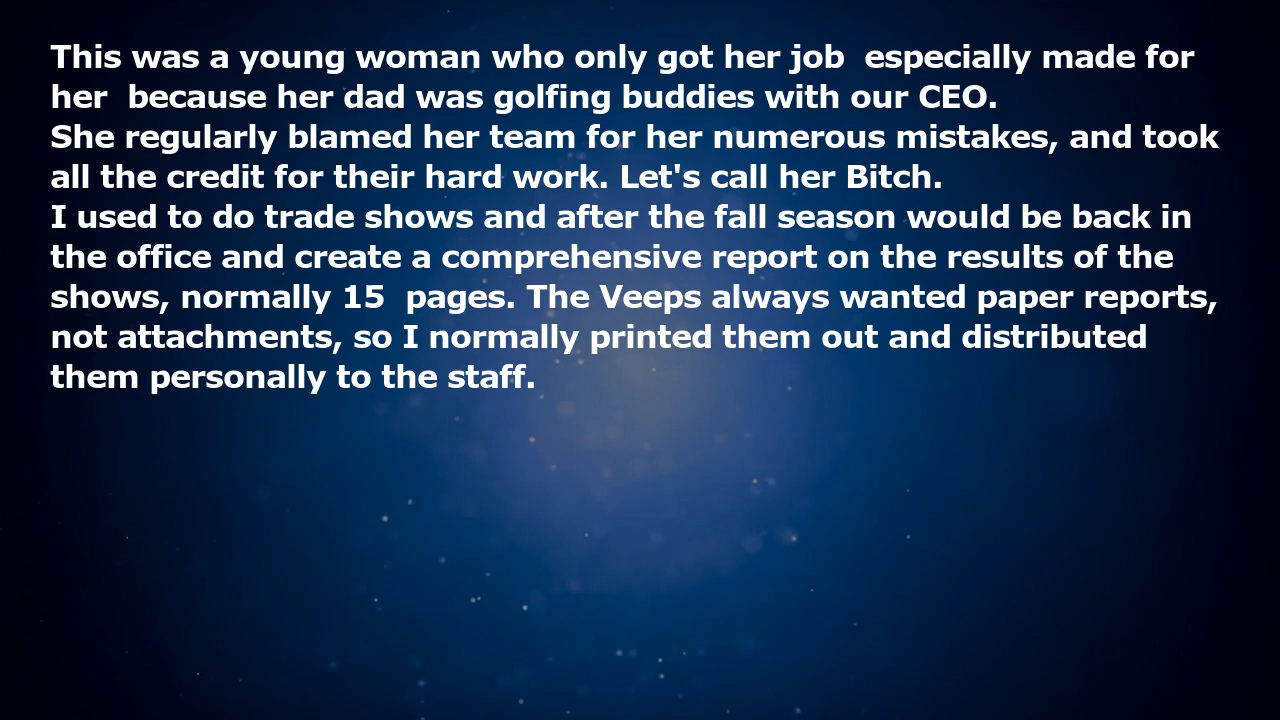 This was a young woman who only got her job  especially made for
her  because her dad was golfing buddies with our CEO.
She regularly blamed her team for her numerous mistakes, and took
all the credit for their hard work. Let's call her Bitch.
I used to do trade shows and after the fall season would be back in
the office and create a comprehensive report on the results of the
shows, normally 15  pages. The Veeps always wanted paper reports,
not attachments, so I normally printed them out and distributed
them personally to the staff.